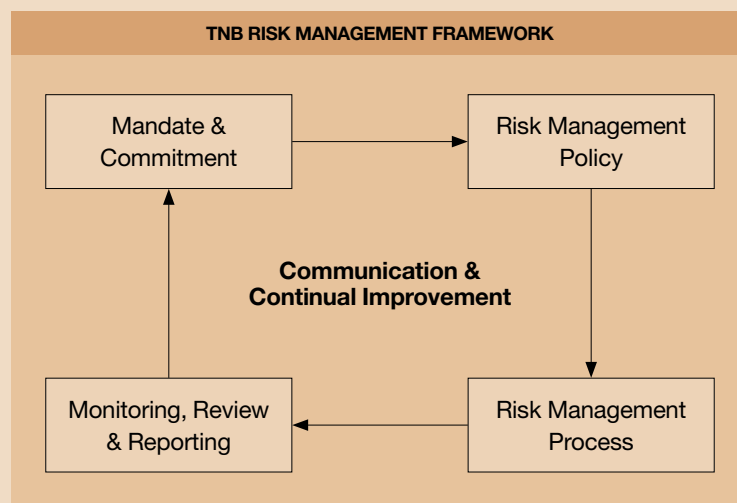 TNB RISK MANAGEMENT FRAMEWORK
Mandate &
Commitment
Risk Management
Policy
Communication &
Continual Improvement
Monitoring, Review
& Reporting
Risk Management
Process